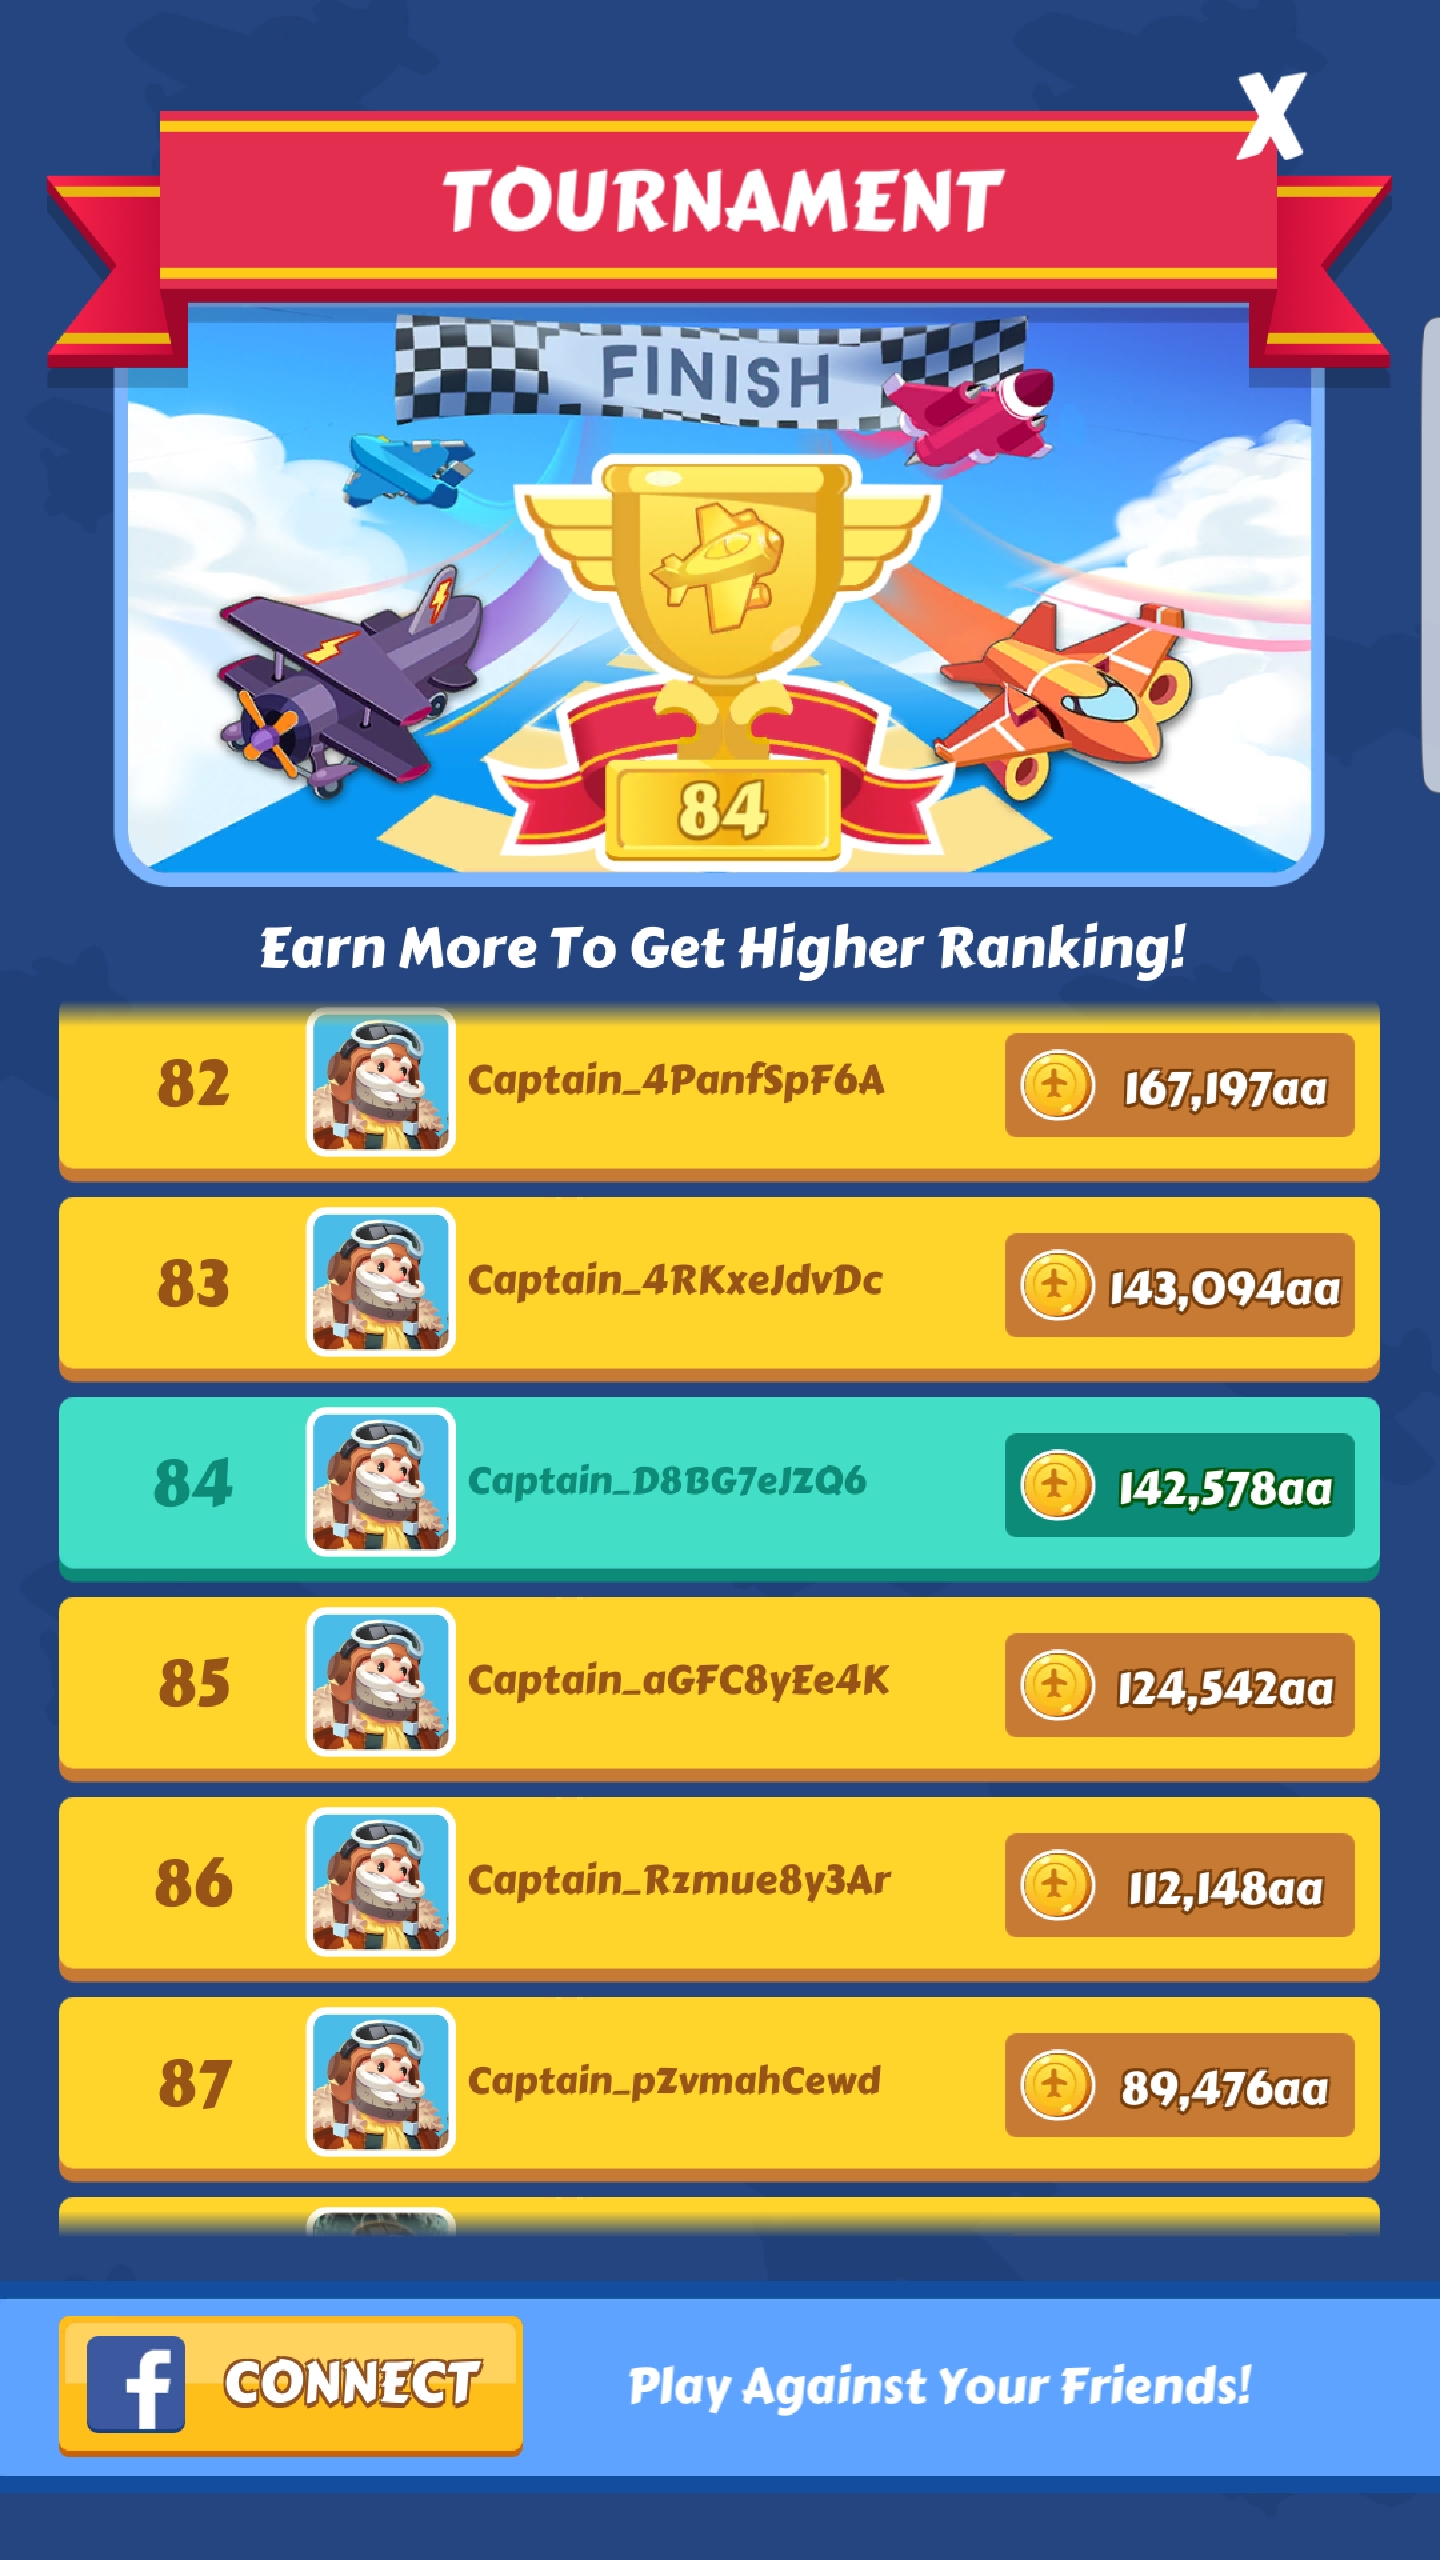 X
TOURNAMENT
FINISH
84
Earn More To Get Higher Ranking!
82 Captain_4PanfSpF6A 167,197aa
83 Captain_4RKxeJdvDc 143,094aa
84 Captain_D8BG7eJZQ6 142,578aa
85 Captain_aGFC8yEe4K 124,542aa
86 Captain_Rzmue8y3Ar 112,148aa
87 Captain_pZvmahCewd 89,476aa
f CONNECT Play Against Your Friends!